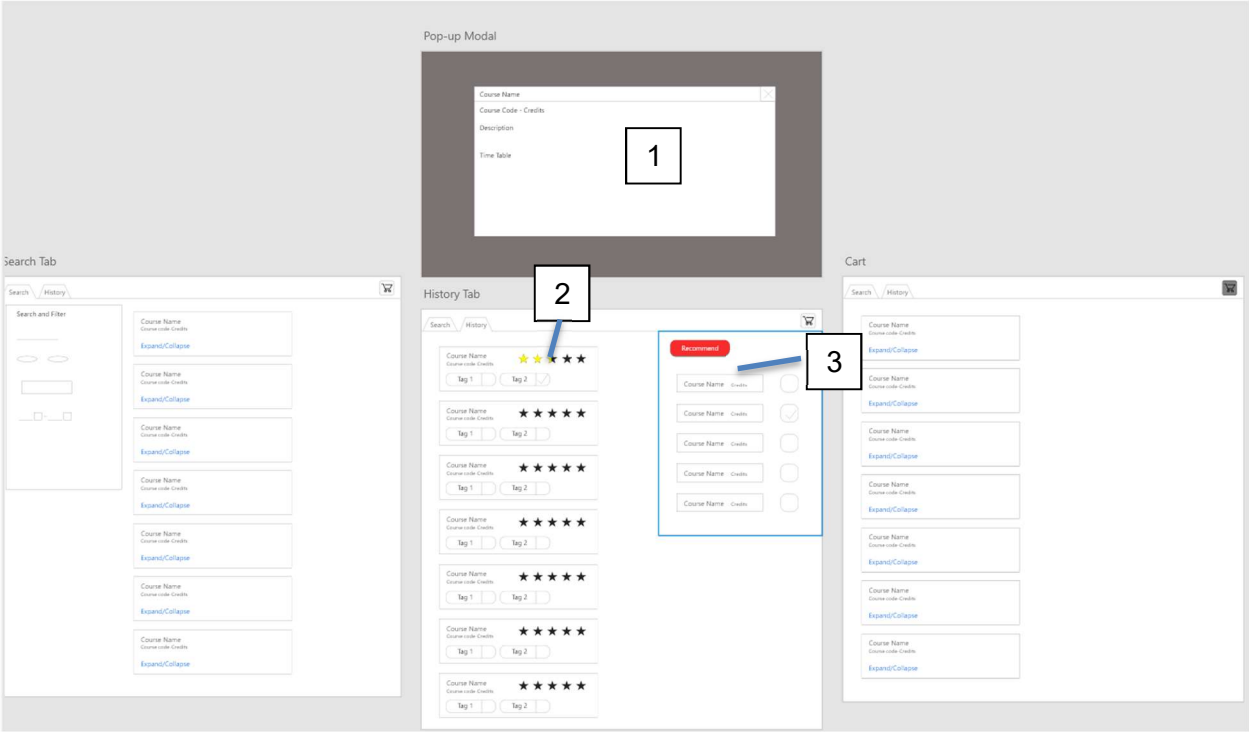 Pop-up Modal
Course Name
Course Code - Credits
Description
Time Table
1
Search Tab
Search
History
Search and Filter
Course Name
Course code Credits
Expand/Collapse
Course Name
Course code Credits
Expand/Collapse
Course Name
Course code Credits
Expand/Collapse
Course Name
Course code Credits
Expand/Collapse
Course Name
Course code Credits
Expand/Collapse
Course Name
Course code Credits
Expand/Collapse
Course Name
Course code Credits
Expand/Collapse
History Tab
2
Search
History
Course Name
Course code Credits
Tag 1 Tag 2
Course Name
Course code Credits
Tag 1 Tag 2
Course Name
Course code Credits
Tag 1 Tag 2
Course Name
Course code Credits
Tag 1 Tag 2
Course Name
Course code Credits
Tag 1 Tag 2
Course Name
Course code Credits
Tag 1 Tag 2
Course Name
Course code Credits
Tag 1 Tag 2
Recommend
3
Course Name Credits
Course Name Credits
Course Name Credits
Course Name Credits
Course Name Credits
Cart
Search
History
Course Name
Course code Credits
Expand/Collapse
Course Name
Course code Credits
Expand/Collapse
Course Name
Course code Credits
Expand/Collapse
Course Name
Course code Credits
Expand/Collapse
Course Name
Course code Credits
Expand/Collapse
Course Name
Course code Credits
Expand/Collapse
Course Name
Course code Credits
Expand/Collapse